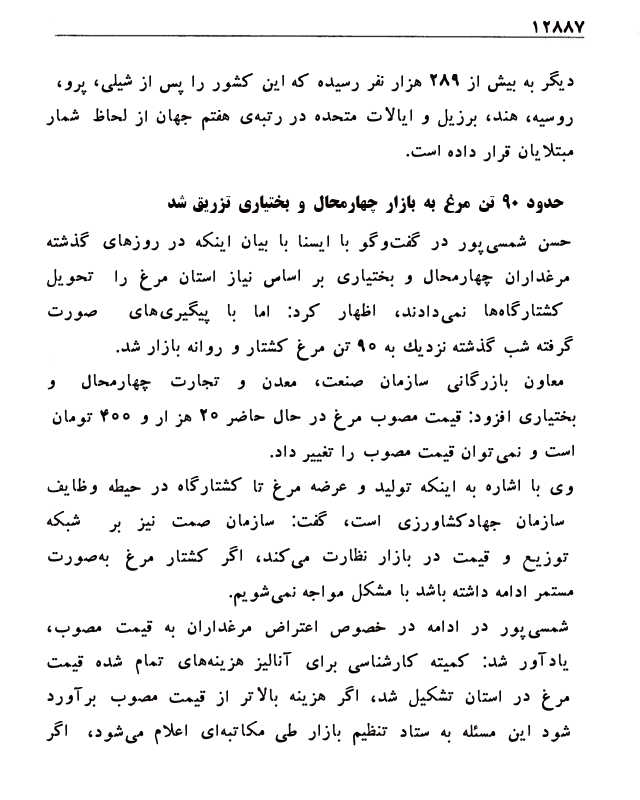 ۱۲۸۸۷
دیگر به بیش از ۲۸۹ هزار نفر رسیده که این کشور را پس از شیلی، پرو،
روسیه، هند، برزیل و ایالات متحده در رتبه‌ی هفتم جهان از لحاظ شمار
مبتلایان قرار داده است.
حدود ۹۰ تن مرغ به بازار چهارمحال و بختیاری تزریق شد
حسن شمسی‌پور در گفت‌وگو با ایسنا با بیان اینکه در روزهای گذشته
مرغداران چهارمحال و بختیاری بر اساس نیاز استان مرغ را تحویل
کشتارگاه‌ها نمی‌دادند، اظهار کرد: اما با پیگیری‌های صورت
گرفته شب گذشته نزدیك به ۹۰ تن مرغ کشتار و روانه بازار شد.
معاون بازرگانی سازمان صنعت، معدن و تجارت چهارمحال و
بختیاری افزود: قیمت مصوب مرغ در حال حاضر ۲۰ هز ار و ۴۰۰ تومان
است و نمی‌توان قیمت مصوب را تغییر داد.
وی با اشاره به اینکه تولید و عرضه مرغ تا کشتارگاه در حیطه وظایف
سازمان جهادکشاورزی است، گفت: سازمان صمت نیز بر شبکه
توزیع و قیمت در بازار نظارت می‌کند، اگر کشتار مرغ به‌صورت
مستمر ادامه داشته باشد با مشکل مواجه نمی‌شویم.
شمسی‌پور در ادامه در خصوص اعتراض مرغداران به قیمت مصوب،
یادآور شد: کمیته کارشناسی برای آنالیز هزینه‌های تمام شده قیمت
مرغ در استان تشکیل شد، اگر هزینه بالاتر از قیمت مصوب برآورد
شود این مسئله به ستاد تنظیم بازار طی مکاتبه‌ای اعلام می‌شود، اگر